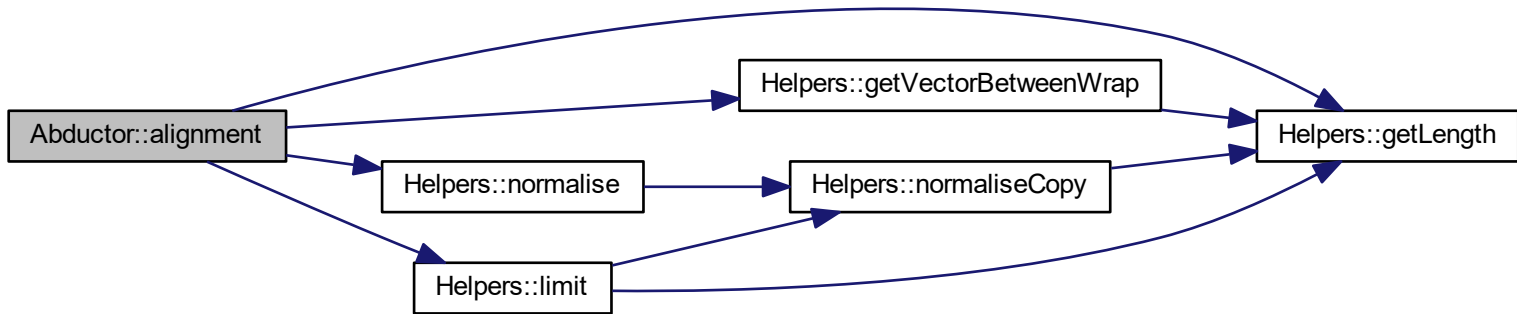 Abductor::alignment
Helpers::getVectorBetweenWrap
Helpers::getLength
Helpers::normalise
Helpers::normaliseCopy
Helpers::limit